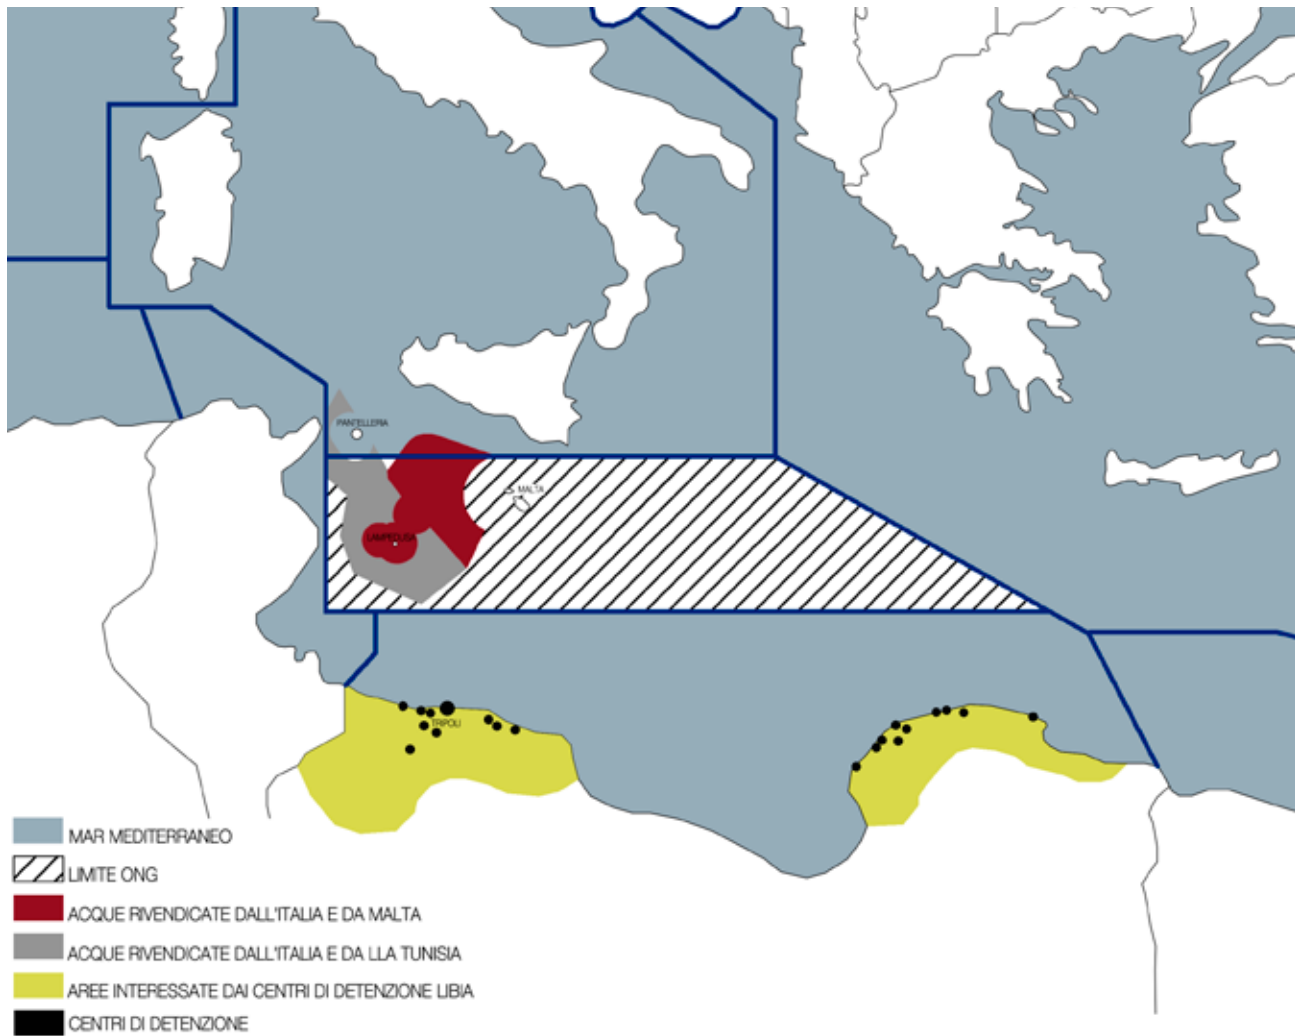 PANTELLERIA
MALTA
LAMPEDUSA
TRIPOLI
MAR MEDITERRANEO
LIMITE ONG
ACQUE RIVENDICATE DALL'ITALIA E DA MALTA
ACQUE RIVENDICATE DALL'ITALIA E DA LLA TUNISIA
AREE INTERESSATE DAI CENTRI DI DETENZIONE LIBIA
CENTRI DI DETENZIONE